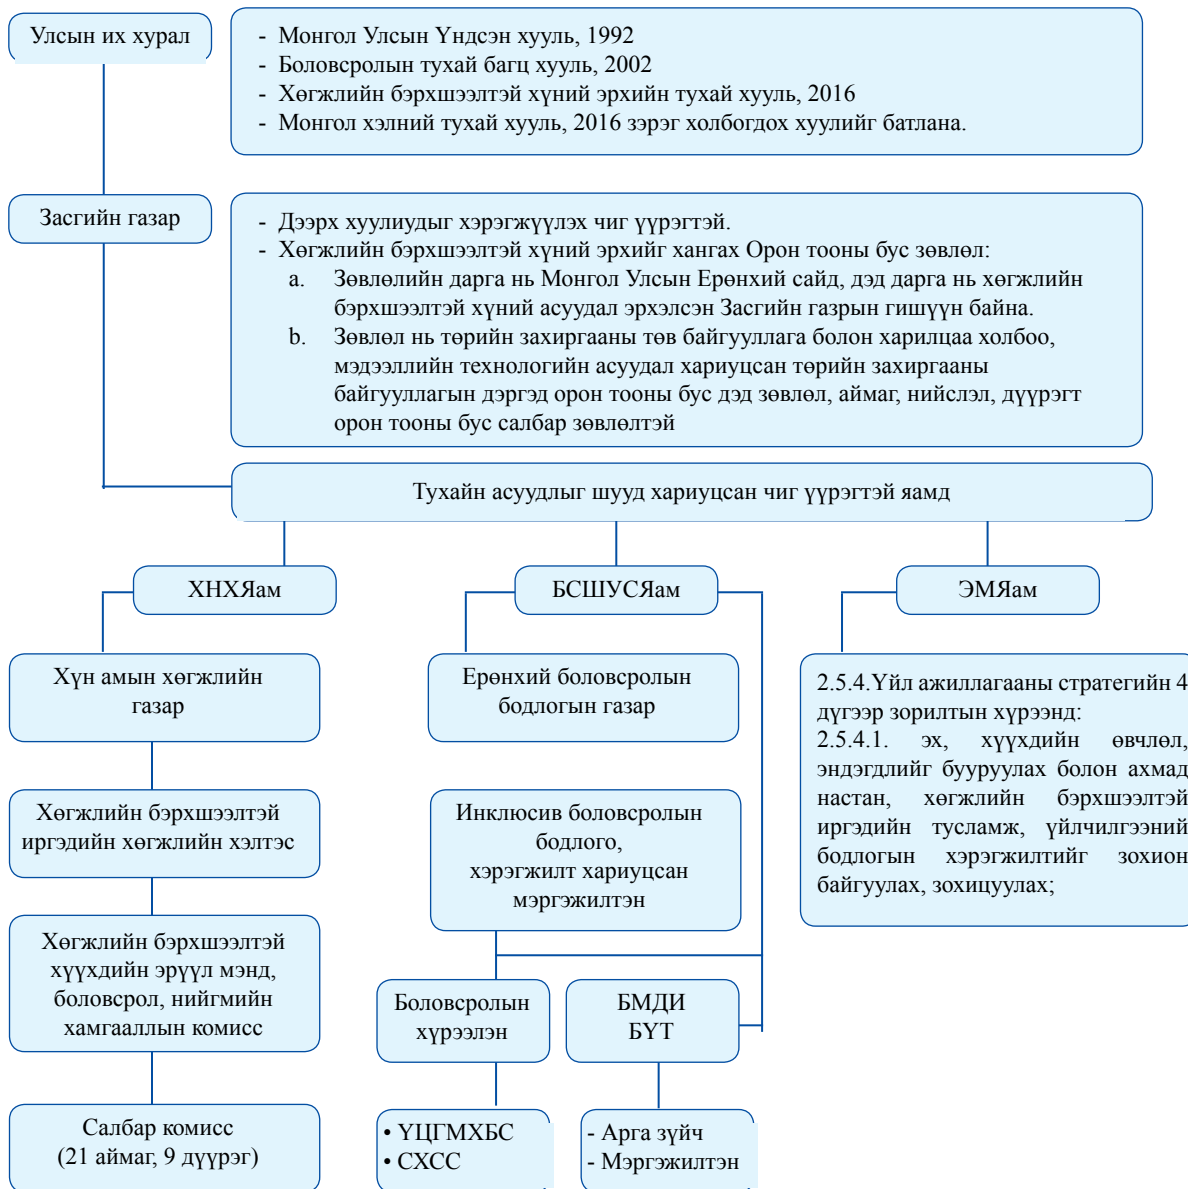 Улсын их хурал
- Монгол Улсын Үндсэн хууль, 1992
- Боловсролын тухай багц хууль, 2002
- Хөгжлийн бэрхшээлтэй хүний эрхийн тухай хууль, 2016
- Монгол хэлний тухай хууль, 2016 зэрэг холбогдох хуулийг батлана.
Засгийн газар
- Дээрх хуулиудыг хэрэгжүүлэх чиг үүрэгтэй.
- Хөгжлийн бэрхшээлтэй хүний эрхийг хангах Орон тооны бус зөвлөл:
a. Зөвлөлийн дарга нь Монгол Улсын Ерөнхий сайд, дэд дарга нь хөгжлийн
бэрхшээлтэй хүний асуудал эрхэлсэн Засгийн газрын гишүүн байна.
b. Зөвлөл нь төрийн захиргааны төв байгууллага болон харилцаа холбоо,
мэдээллийн технологийн асуудал хариуцсан төрийн захиргааны
байгууллагын дэргэд орон тооны бус дэд зөвлөл, аймаг, нийслэл, дүүрэгт
орон тооны бус салбар зөвлөлтэй
Тухайн асуудлыг шууд хариуцсан чиг үүрэгтэй яамд
ХНХЯам
БСШУСЯам
ЭМЯам
Хүн амын хөгжлийн
газар
Ерөнхий боловсролын
бодлогын газар
2.5.4.Үйл ажиллагааны стратегийн 4
дүгээр зорилтын хүрээнд:
2.5.4.1. эх, хүүхдийн өвчлөл,
эндэгдлийг бууруулах болон ахмад
настан, хөгжлийн бэрхшээлтэй
иргэдийн тусламж, үйлчилгээний
бодлогын хэрэгжилтийг зохион
байгуулах, зохицуулах;
Хөгжлийн бэрхшээлтэй
иргэдийн хөгжлийн хэлтэс
Инклюсив боловсролын
бодлого,
хэрэгжилт хариуцсан
мэргэжилтэн
Хөгжлийн бэрхшээлтэй
хүүхдийн эрүүл мэнд,
боловсрол, нийгмийн
хамгааллын комисс
Боловсролын
хүрээлэн
БМДИ
БҮТ
Салбар комисс
(21 аймаг, 9 дүүрэг)
• ҮЦГМХБС
• СХСС
- Арга зүйч
- Мэргэжилтэн